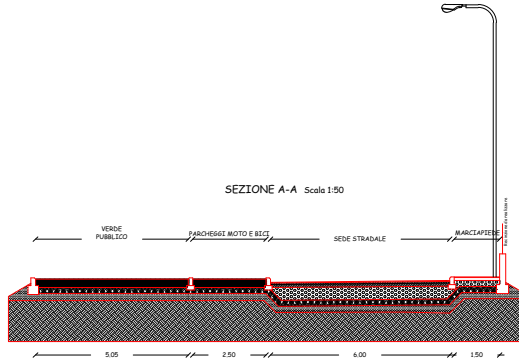 SEZIONE A-A Scala 1:50
VERDE
PUBBLICO
PARCHEGGI MOTO E BICI
SEDE STRADALE
MARCIAPIEDE
5.05
2.50
6.00
1.50